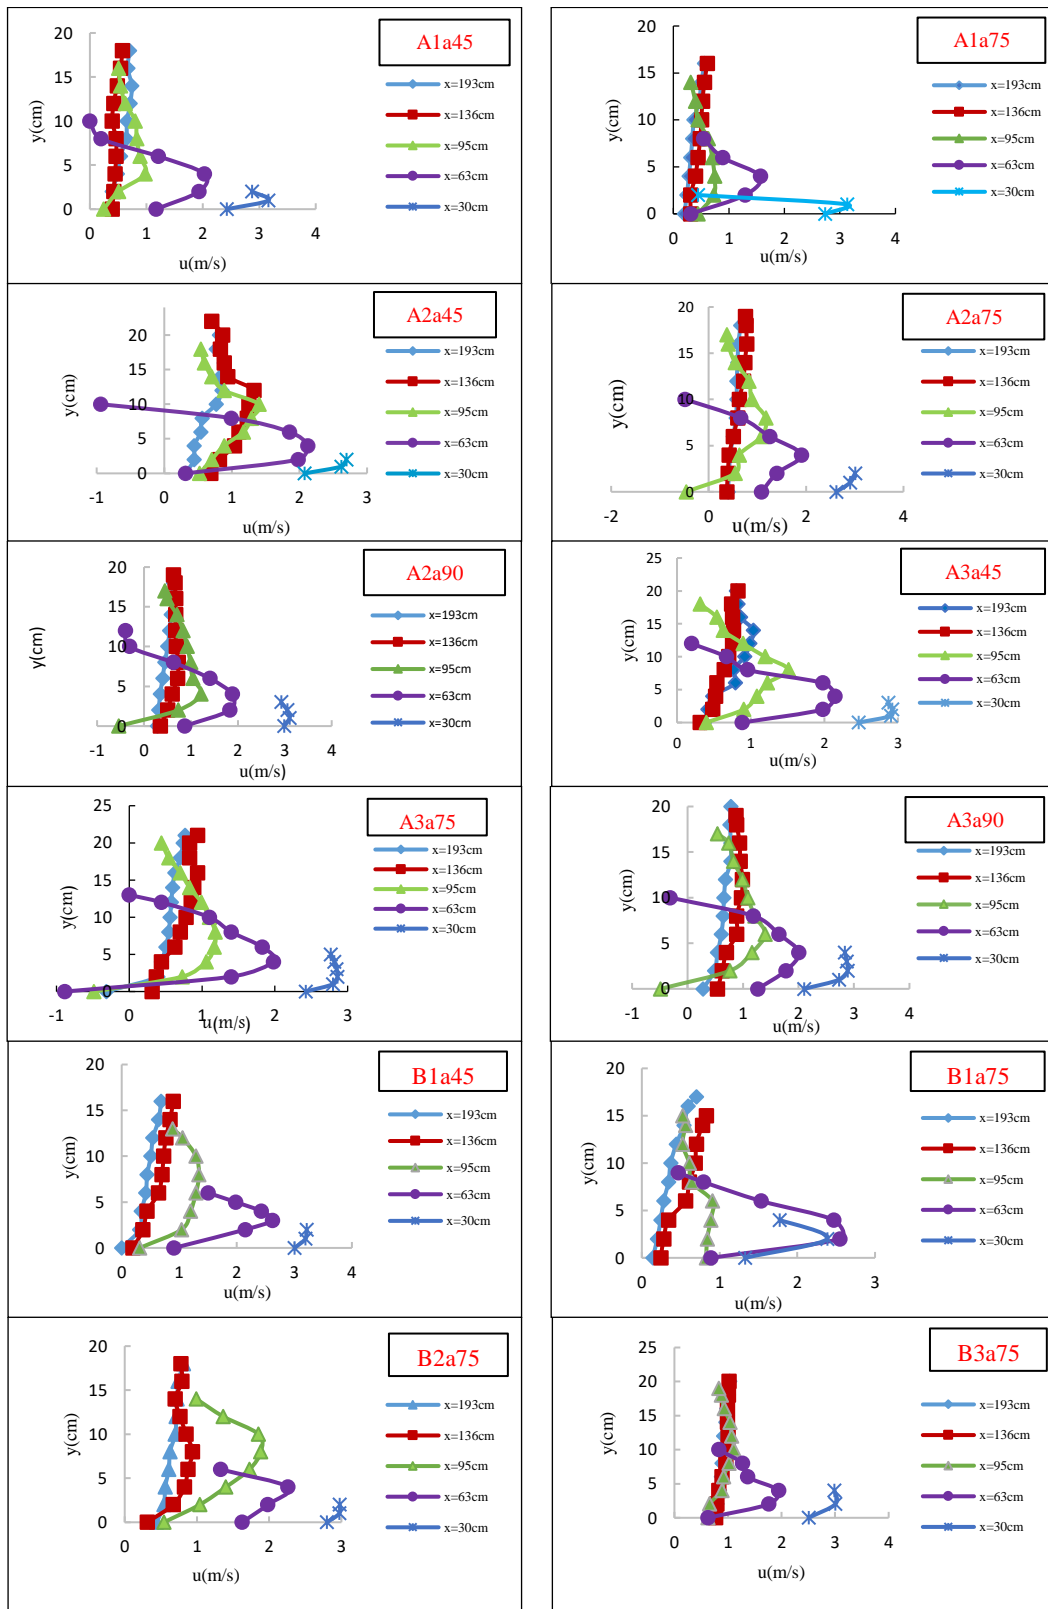 A1a45
20
15
10
5
0
y(cm)
0 1 2 3 4
u(m/s)
x=193cm
x=136cm
x=95cm
x=63cm
x=30cm
A1a75
20
15
10
5
0
y(cm)
0 1 2 3 4
u(m/s)
x=193cm
x=136cm
x=95cm
x=63cm
x=30cm
A2a45
20
15
10
5
0
y(cm)
-1 0 1 2 3
u(m/s)
x=193cm
x=136cm
x=95cm
x=63cm
x=30cm
A2a75
20
15
10
5
0
y(cm)
-2 0 2 4
u(m/s)
x=193cm
x=136cm
x=95cm
x=63cm
x=30cm
A2a90
20
15
10
5
0
y(cm)
-1 0 1 2 3 4
u(m/s)
x=193cm
x=136cm
x=95cm
x=63cm
x=30cm
A3a45
25
20
15
10
5
0
y(cm)
0 1 2 3
u(m/s)
x=193cm
x=136cm
x=95cm
x=63cm
x=30cm
A3a75
25
20
15
10
5
0
y(cm)
-1 0 1 2 3
u(m/s)
x=193cm
x=136cm
x=95cm
x=63cm
x=30cm
A3a90
20
15
10
5
0
y(cm)
-1 0 1 2 3 4
u(m/s)
x=193cm
x=136cm
x=95cm
x=63cm
x=30cm
B1a45
20
15
10
5
0
y(cm)
0 1 2 3 4
u(m/s)
x=193cm
x=136cm
x=95cm
x=63cm
x=30cm
B1a75
20
15
10
5
0
y(cm)
0 1 2 3
u(m/s)
x=193cm
x=136cm
x=95cm
x=63cm
x=30cm
B2a75
20
15
10
5
0
y(cm)
0 1 2 3
u(m/s)
x=193cm
x=136cm
x=95cm
x=63cm
x=30cm
B3a75
25
20
15
10
5
0
y(cm)
0 1 2 3 4
u(m/s)
x=193cm
x=136cm
x=95cm
x=63cm
x=30cm